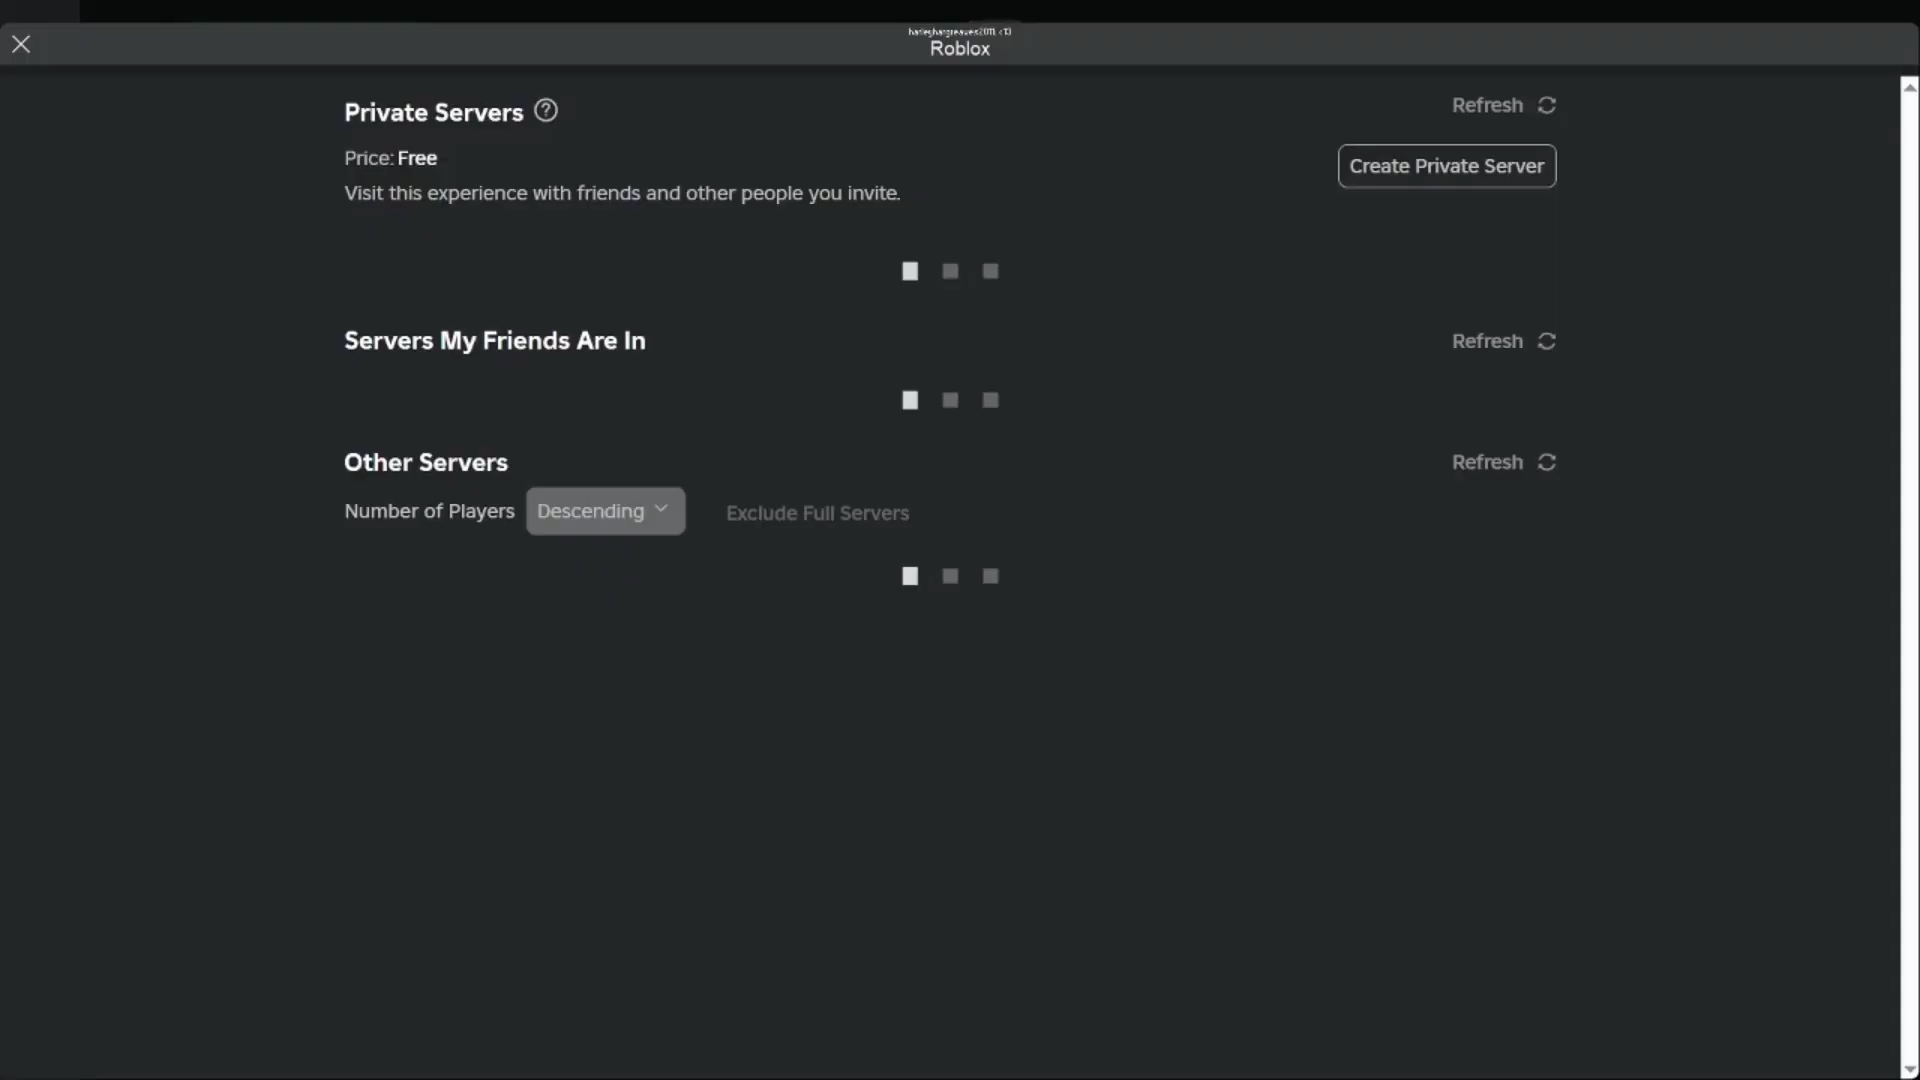 Roblox
Private Servers
Refresh
Price: Free
Create Private Server
Visit this experience with friends and other people you invite.
Servers My Friends Are In
Refresh
Other Servers
Refresh
Number of Players Descending Exclude Full Servers